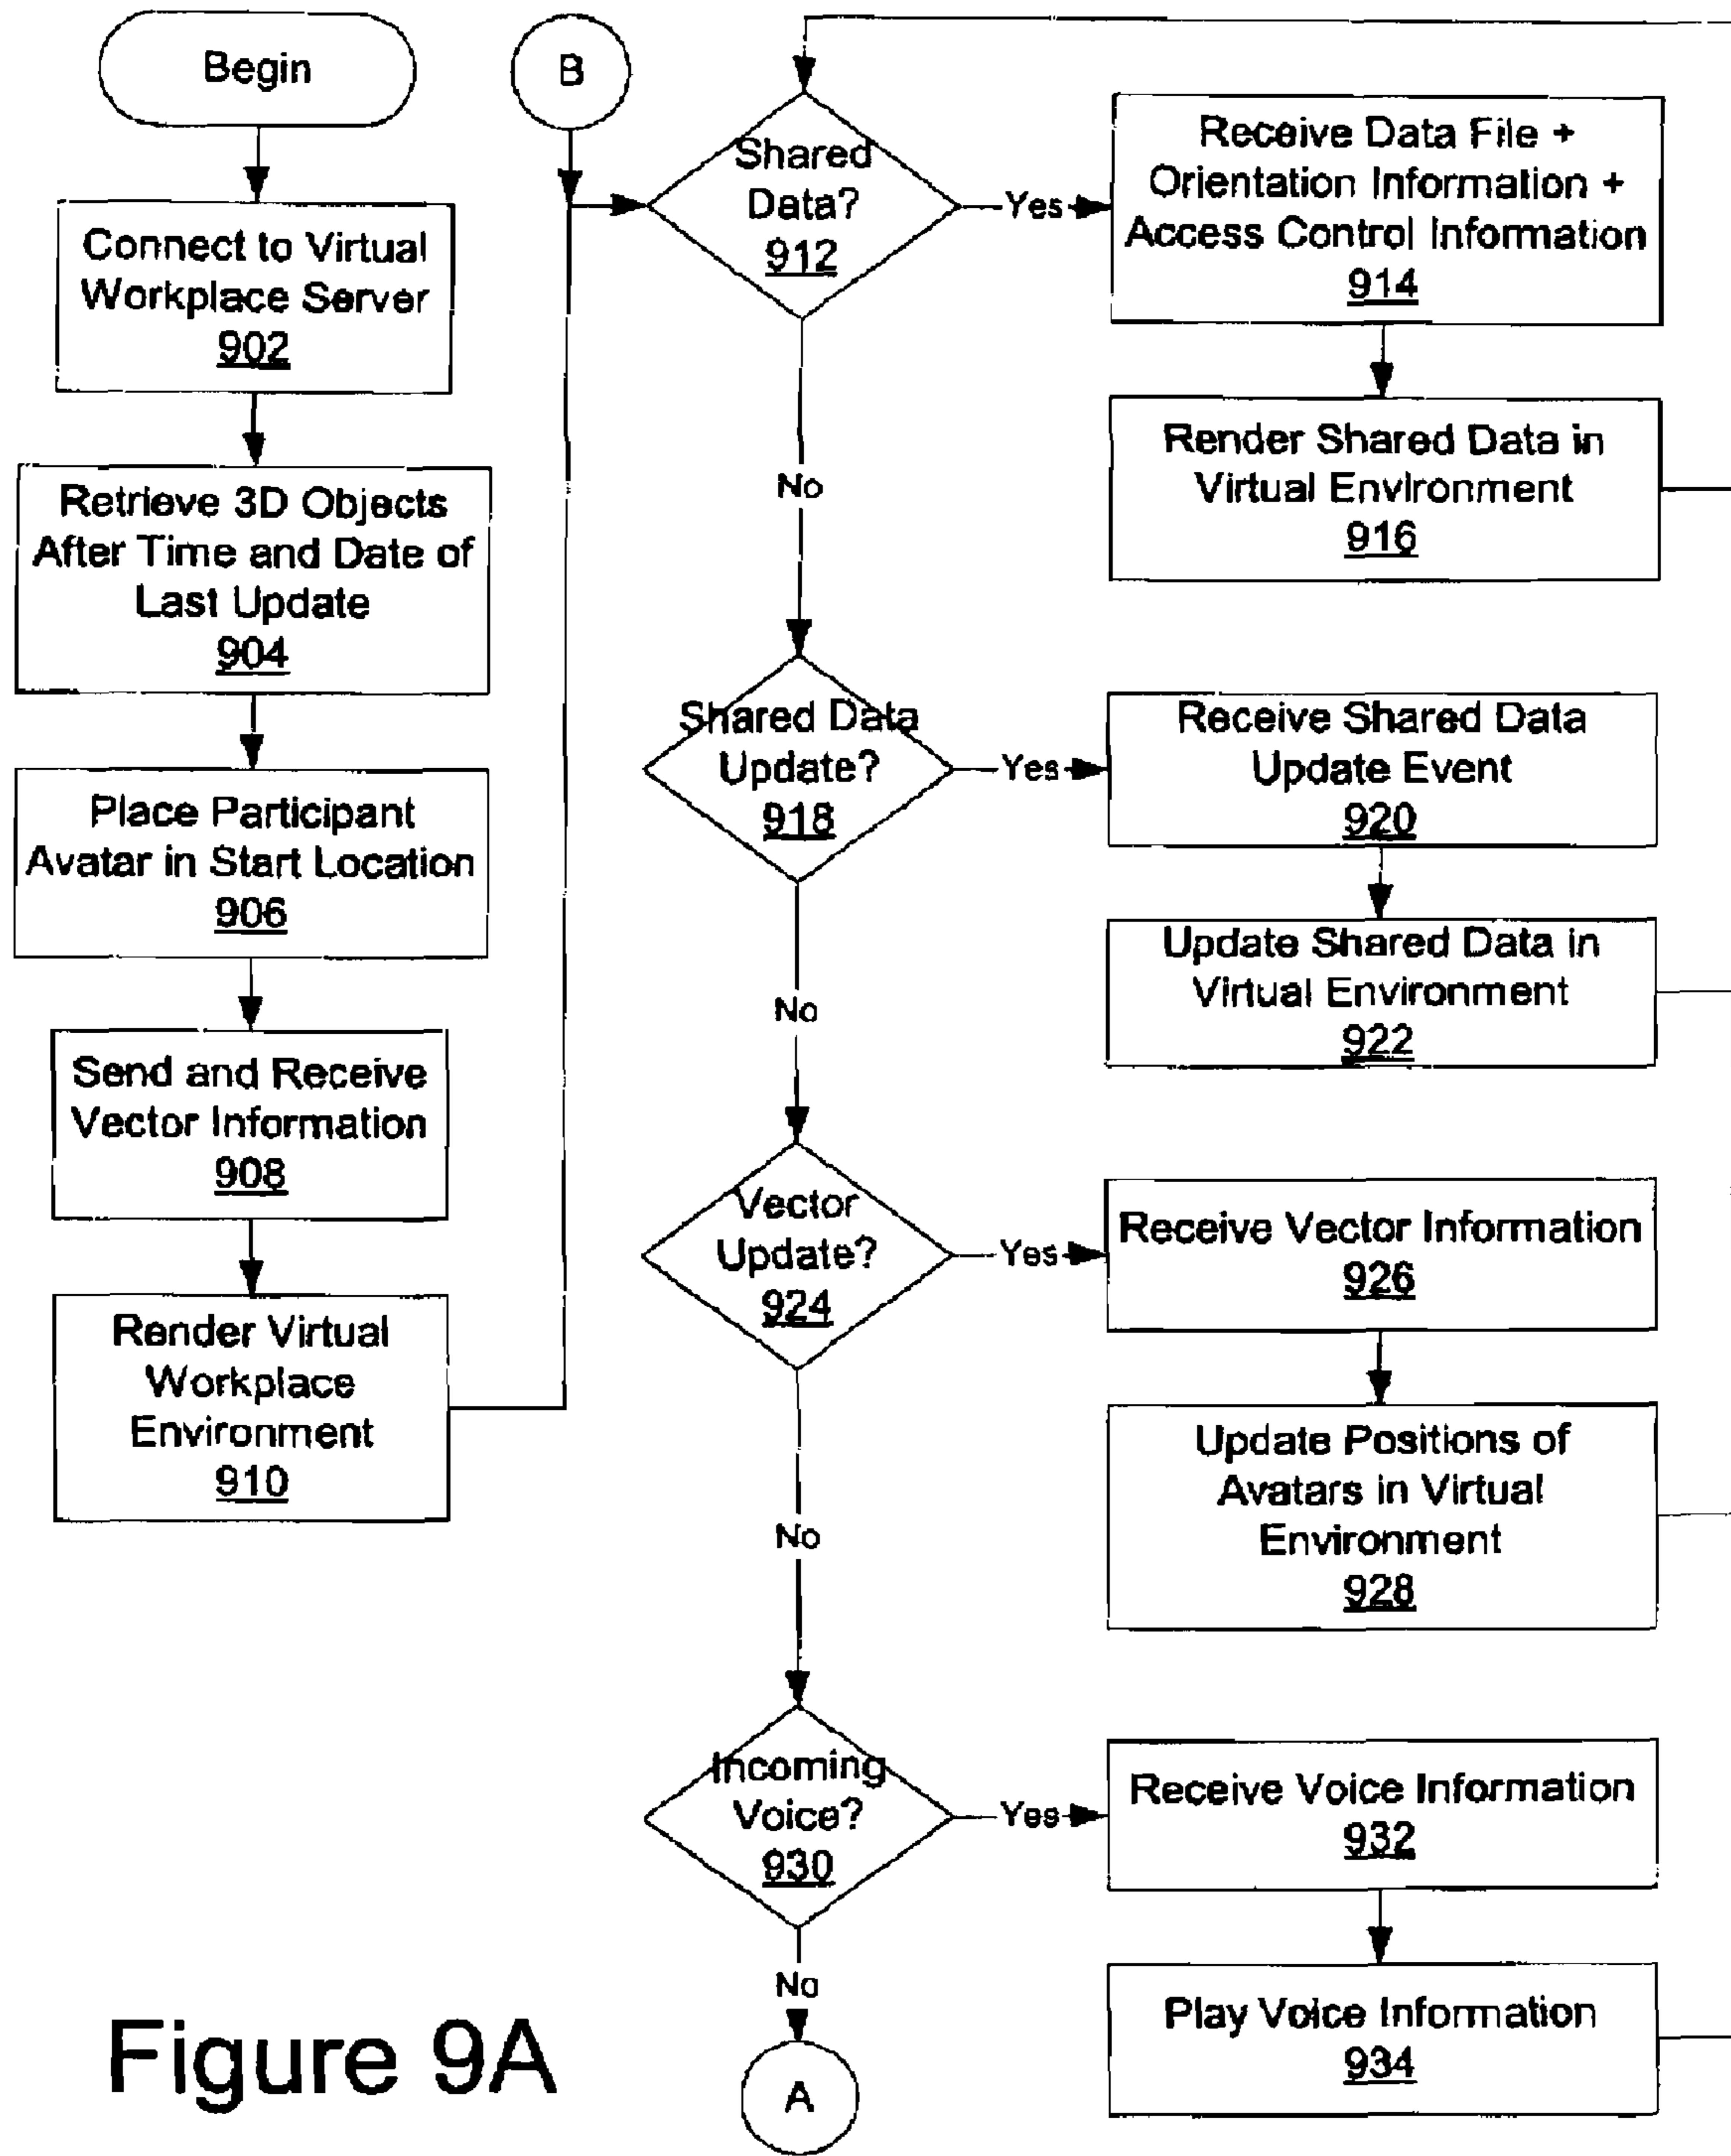 Begin
Connect to Virtual
Workplace Server
902
Retrieve 3D Objects
After Time and Date of
Last Update
904
Place Participant
Avatar in Start Location
906
Send and Receive
Vector Information
908
Render Virtual
Workplace
Environment
910
B
Shared
Data?
912
Yes
Receive Data File +
Orientation Information +
Access Control Information
914
Render Shared Data in
Virtual Environment
916
No
Shared Data
Update?
918
Yes
Receive Shared Data
Update Event
920
Update Shared Data in
Virtual Environment
922
No
Vector
Update?
924
Yes
Receive Vector Information
926
Update Positions of
Avatars in Virtual
Environment
928
No
Incoming
Voice?
930
Yes
Receive Voice Information
932
Play Voice Information
934
No
A
Figure 9A